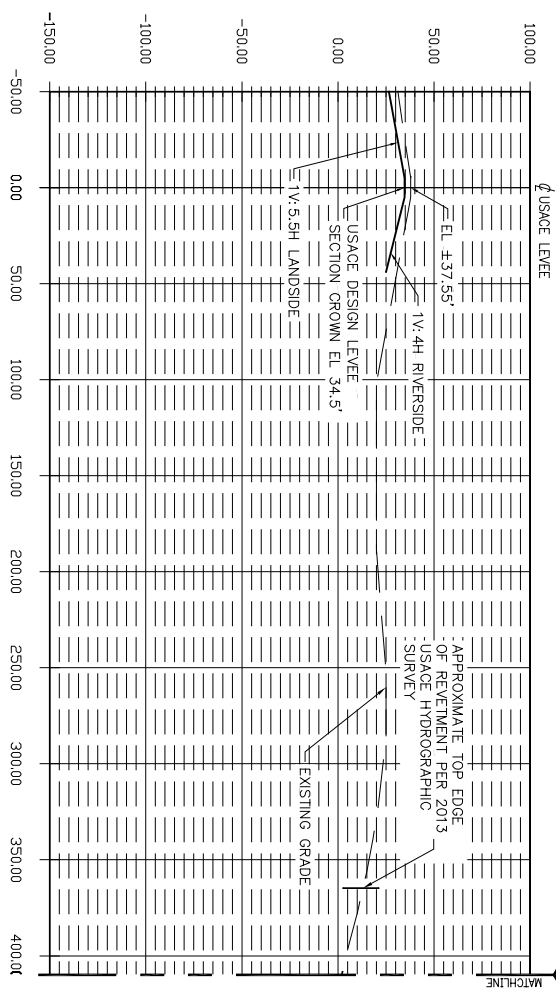 100.00
50.00
0.00
-50.00
-100.00
-150.00
-50.00
0.00
50.00
100.00
150.00
200.00
250.00
300.00
350.00
400.00
℄ USACE LEVEE
EL ±37.55'
1V:4H RIVERSIDE
USACE DESIGN LEVEE
SECTION CROWN EL 34.5'
1V:5.5H LANDSIDE
APPROXIMATE TOP EDGE
OF REVETMENT PER 2013
USACE HYDROGRAPHIC
SURVEY
EXISTING GRADE
MATCHLINE